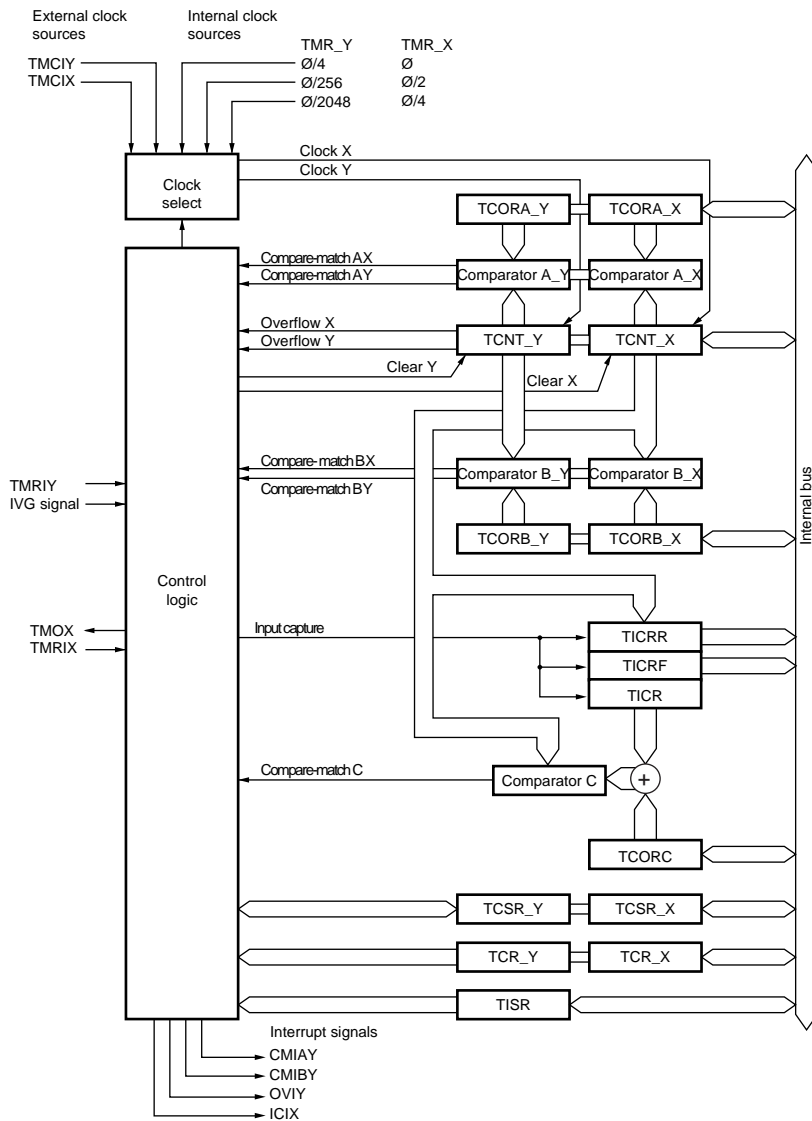 External clock
sources
Internal clock
sources
TMR_Y TMR_X
TMCIY Ø/4 Ø
TMCIX Ø/256 Ø/2
Ø/2048 Ø/4
Clock X
Clock Y
Clock
select
TCORA_Y TCORA_X
Compare-match AX
Compare-match AY
Comparator A_Y Comparator A_X
Overflow X
Overflow Y
TCNT_Y TCNT_X
Clear Y
Clear X
Compare- match BX
Compare-match BY
Comparator B_Y Comparator B_X
TMRIY
IVG signal
TCORB_Y TCORB_X
Internal bus
Control
logic
TMOX
TMRIX
Input capture
TICRR
TICRF
TICR
Compare-match C
Comparator C +
TCORC
TCSR_Y TCSR_X
TCR_Y TCR_X
TISR
Interrupt signals
CMIAY
CMIBY
OVIY
ICIX